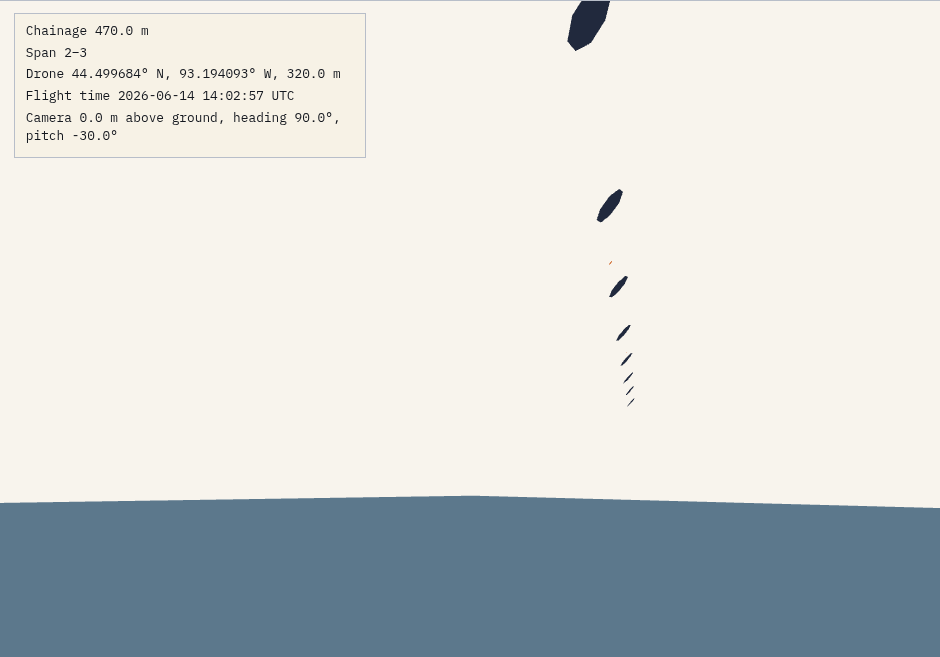 Chainage 470.0 m
Span 2–3
Drone 44.499684° N, 93.194093° W, 320.0 m
Flight time 2026-06-14 14:02:57 UTC
Camera 0.0 m above ground, heading 90.0°,
pitch -30.0°